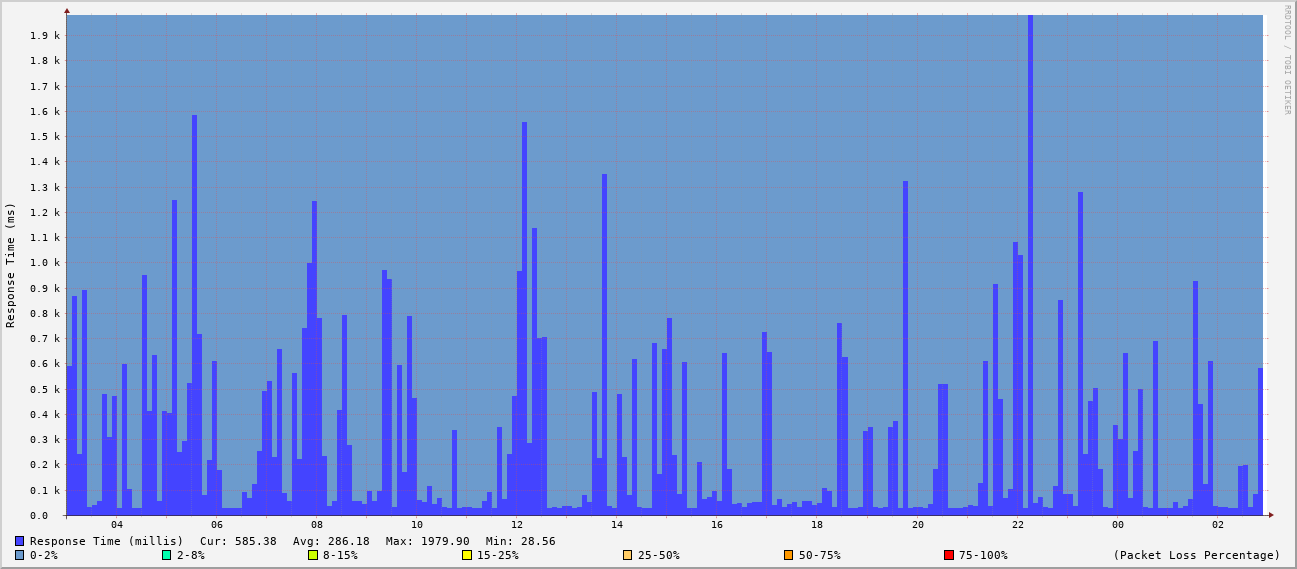 RRDTOOL / TOBI OETIKER
Response Time (ms)
1.9 k
1.8 k
1.7 k
1.6 k
1.5 k
1.4 k
1.3 k
1.2 k
1.1 k
1.0 k
0.9 k
0.8 k
0.7 k
0.6 k
0.5 k
0.4 k
0.3 k
0.2 k
0.1 k
0.0
04 06 08 10 12 14 16 18 20 22 00 02
Response Time (millis) Cur: 585.38 Avg: 286.18 Max: 1979.90 Min: 28.56
0-2% 2-8% 8-15% 15-25% 25-50% 50-75% 75-100% (Packet Loss Percentage)